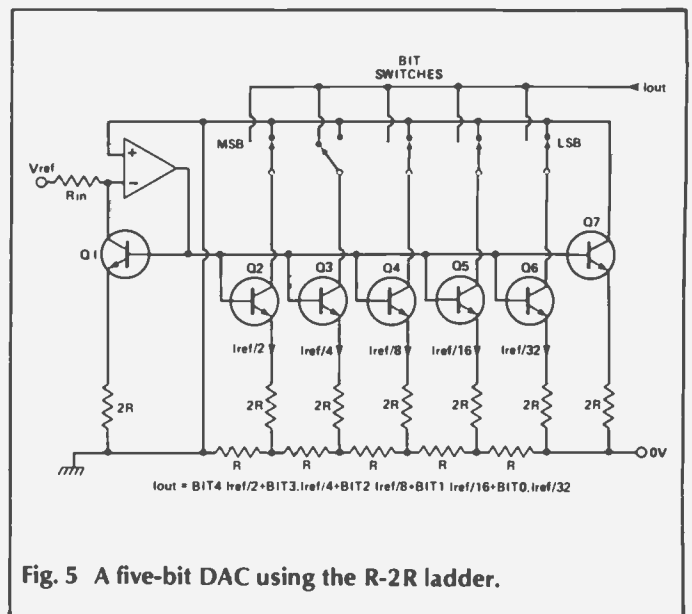 BIT
SWITCHES
Iout
MSB
LSB
+
−
Vref
Rin
Q1
Q7
Q2
Q3
Q4
Q5
Q6
Iref/2
Iref/4
Iref/8
Iref/16
Iref/32
2R
2R
2R
2R
2R
2R
2R
R
R
R
R
R
0V
Iout = BIT4 Iref/2+BIT3.Iref/4+BIT2 Iref/8+BIT1 Iref/16+BIT0.Iref/32
Fig. 5 A five-bit DAC using the R-2R ladder.